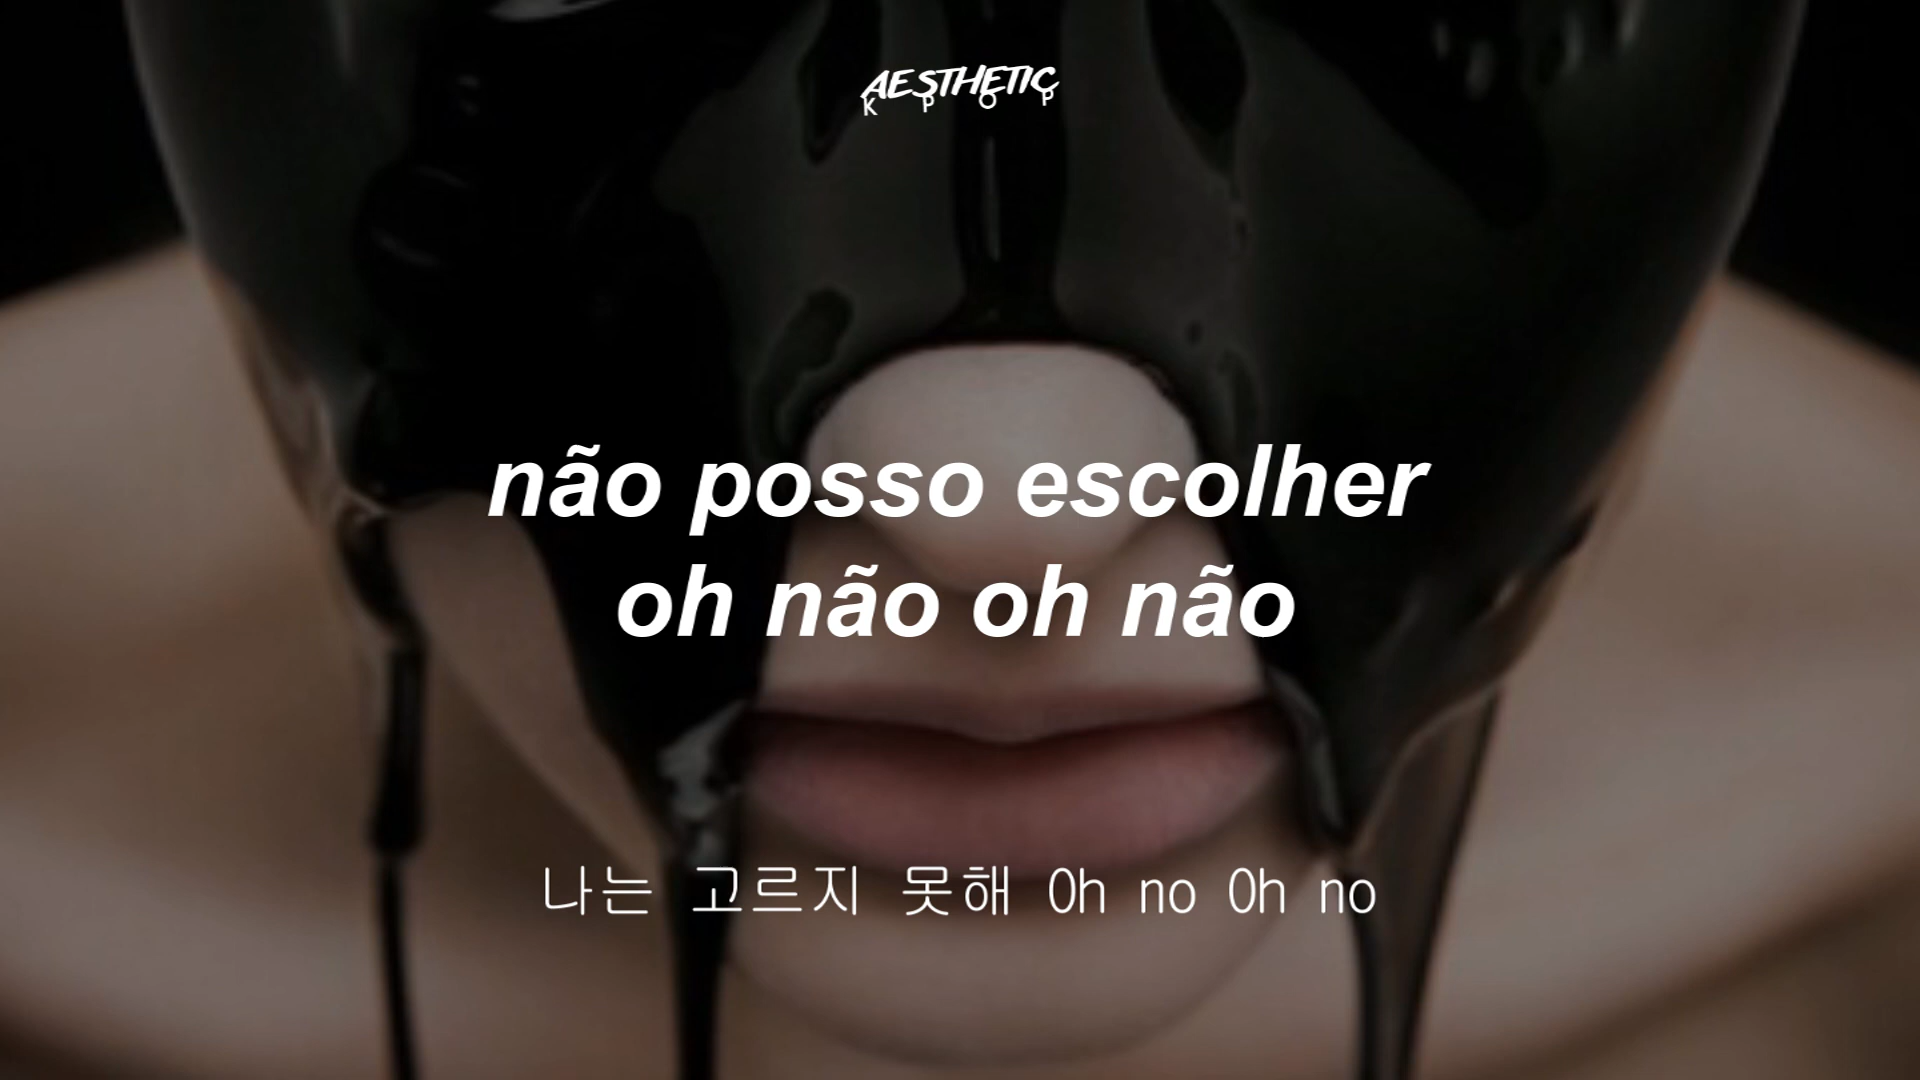 AESTHETIC
K P O P
não posso escolher
oh não oh não
나는 고르지 못해 Oh no Oh no